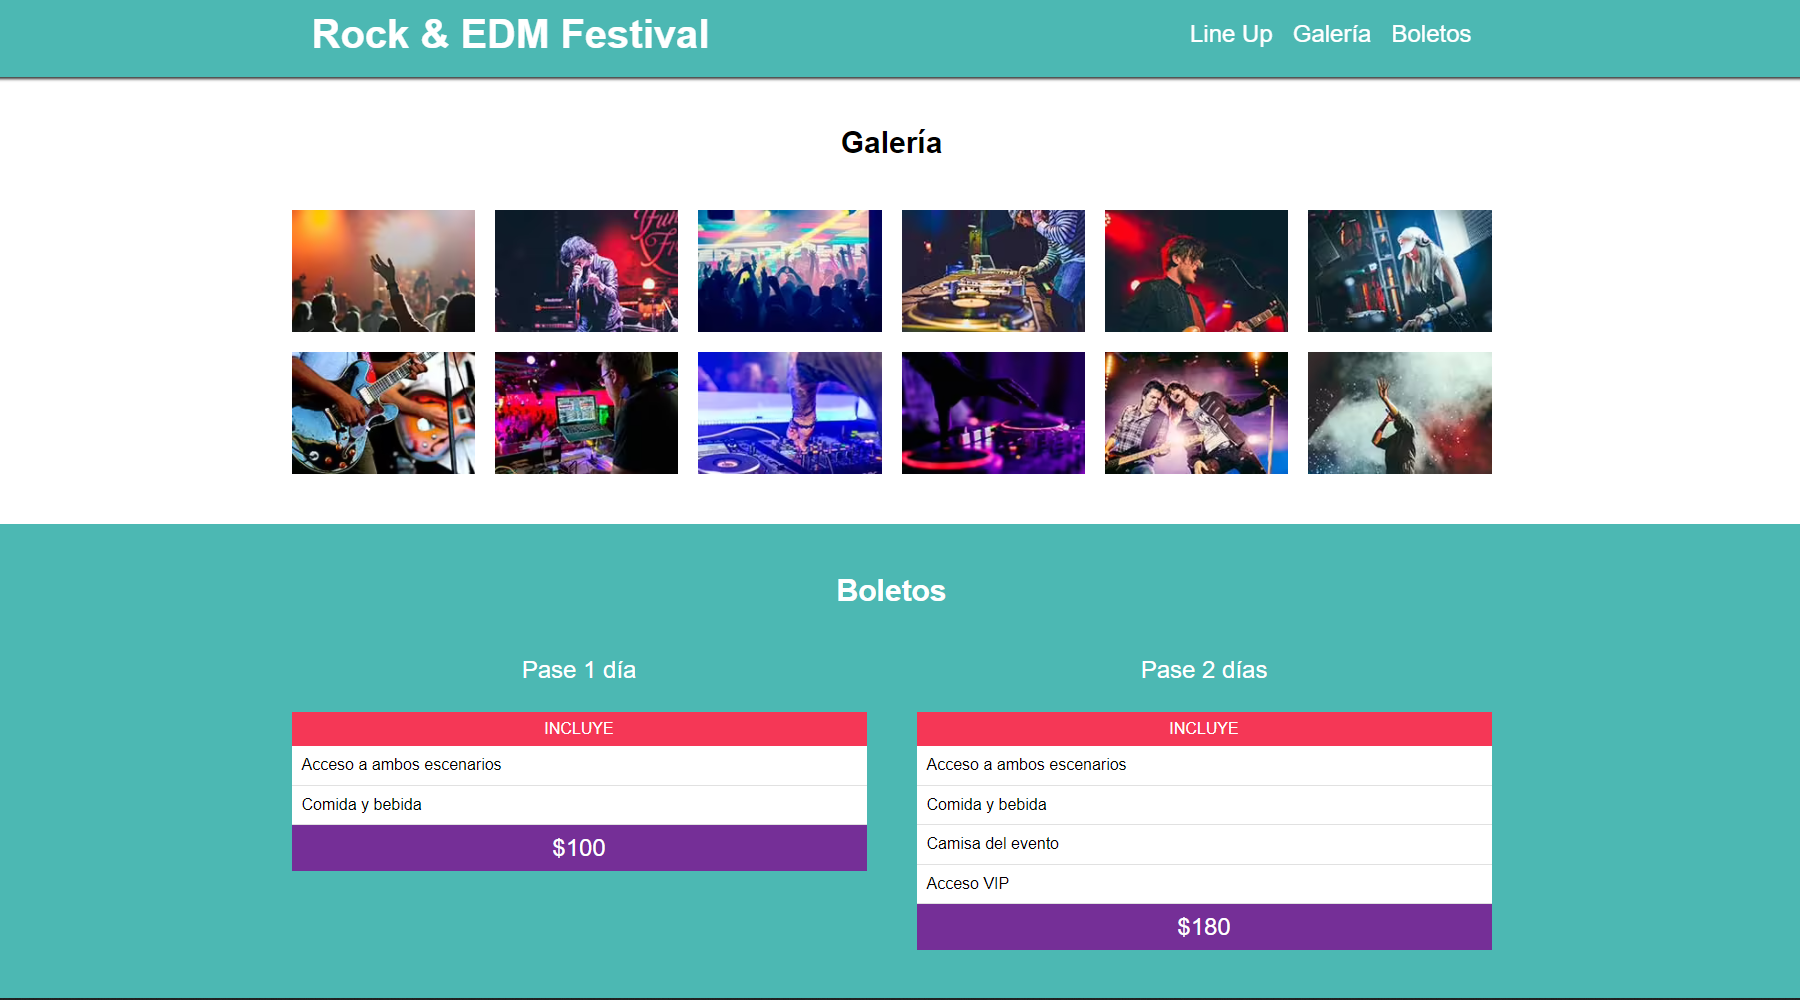 Rock & EDM Festival
Line Up Galería Boletos
Galería
Boletos
Pase 1 día
INCLUYE
Acceso a ambos escenarios
Comida y bebida
$100
Pase 2 días
INCLUYE
Acceso a ambos escenarios
Comida y bebida
Camisa del evento
Acceso VIP
$180